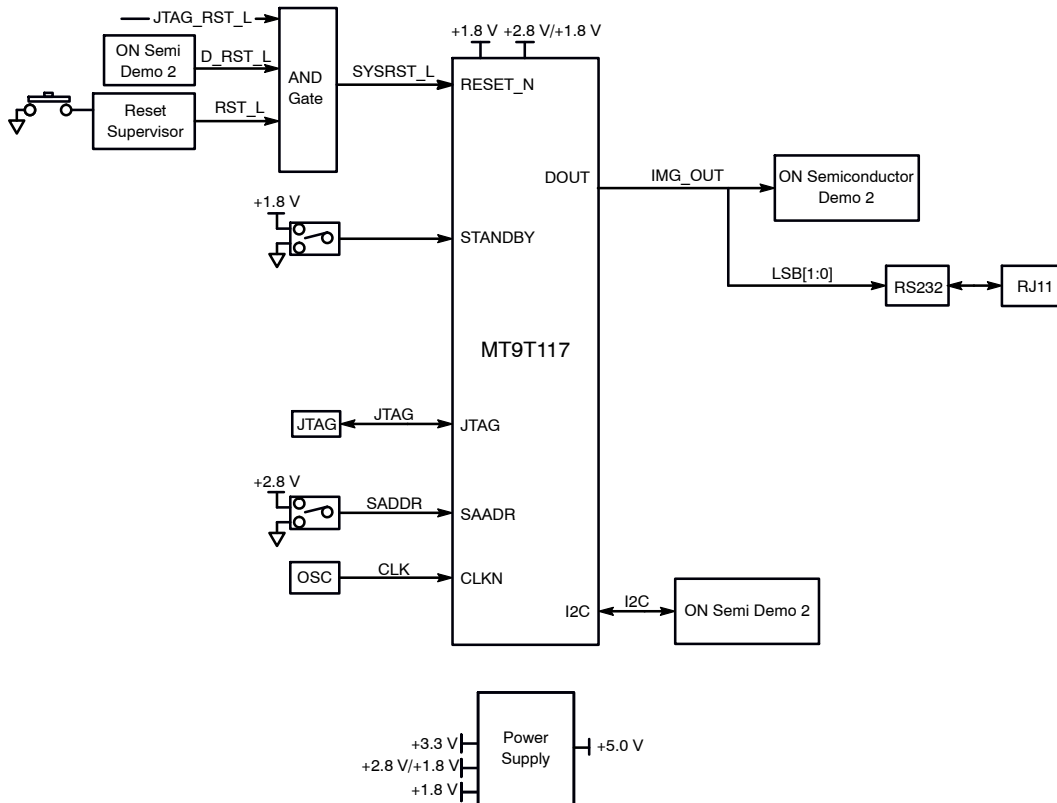 JTAG_RST_L
ON Semi
Demo 2
D_RST_L
Reset
Supervisor
RST_L
AND
Gate
SYSRST_L
+1.8 V
+2.8 V/+1.8 V
RESET_N
DOUT
IMG_OUT
ON Semiconductor
Demo 2
+1.8 V
STANDBY
LSB[1:0]
RS232
RJ11
MT9T117
JTAG
JTAG
JTAG
+2.8 V
SADDR
SAADR
OSC
CLK
CLKN
I2C
I2C
ON Semi Demo 2
Power
Supply
+3.3 V
+2.8 V/+1.8 V
+1.8 V
+5.0 V